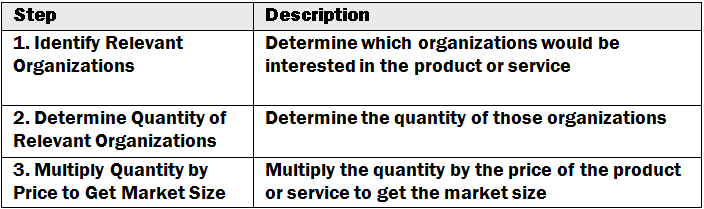 Step
Description
1. Identify Relevant
Organizations
Determine which organizations would be
interested in the product or service
2. Determine Quantity of
Relevant Organizations
Determine the quantity of those organizations
3. Multiply Quantity by
Price to Get Market Size
Multiply the quantity by the price of the product
or service to get the market size